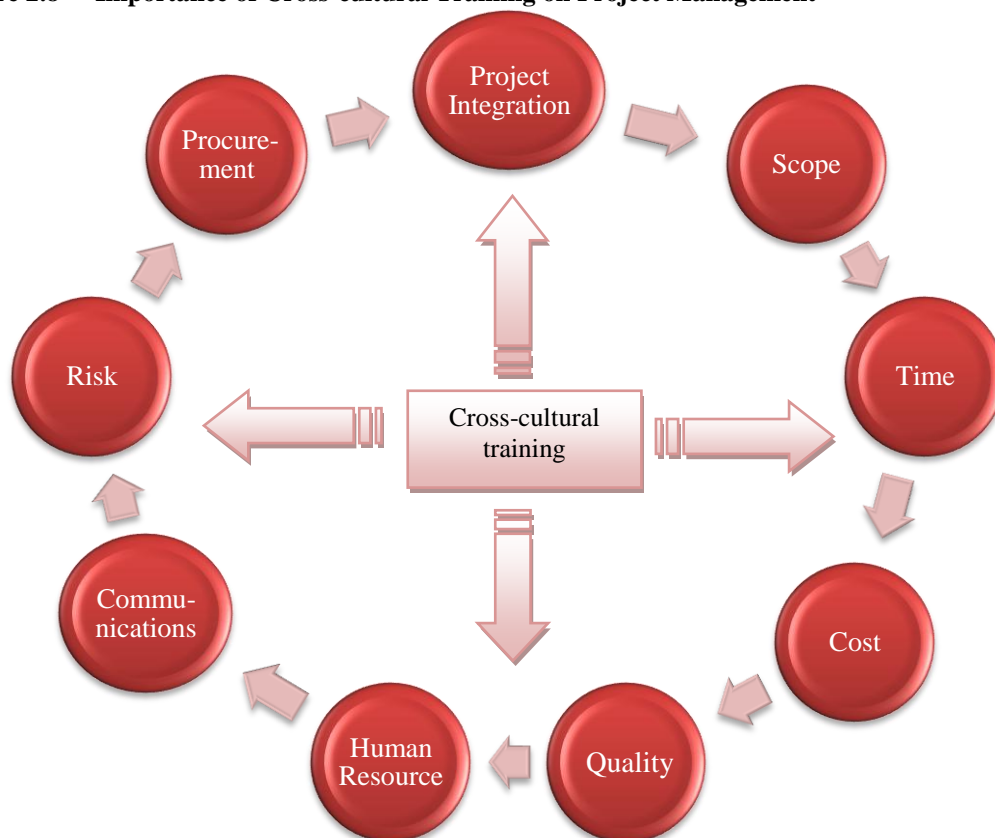 Importance of Cross-cultural Training on Project Management
Project
Integration
Procure-
ment
Scope
Risk
Time
Cross-cultural
training
Commu-
nications
Cost
Human
Resource
Quality